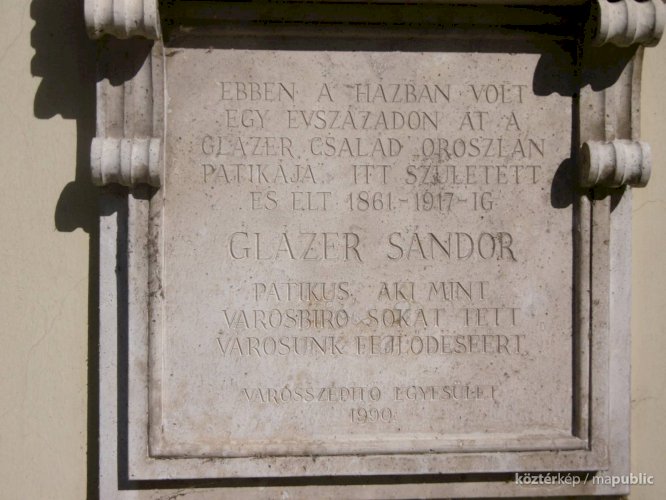 EBBEN A HÁZBAN VOLT
EGY ÉVSZÁZADON ÁT A
GLÁZER CSALÁD „OROSZLÁN
PATIKÁJA” ITT SZÜLETETT
ÉS ÉLT 1861-1917-IG
GLÁZER SÁNDOR
PATIKUS, AKI MINT
VÁROSBÍRÓ SOKAT TETT
VÁROSUNK FEJLŐDÉSÉÉRT
VÁROSSZÉPÍTŐ EGYESÜLET
1990
köztérkép / mapublic